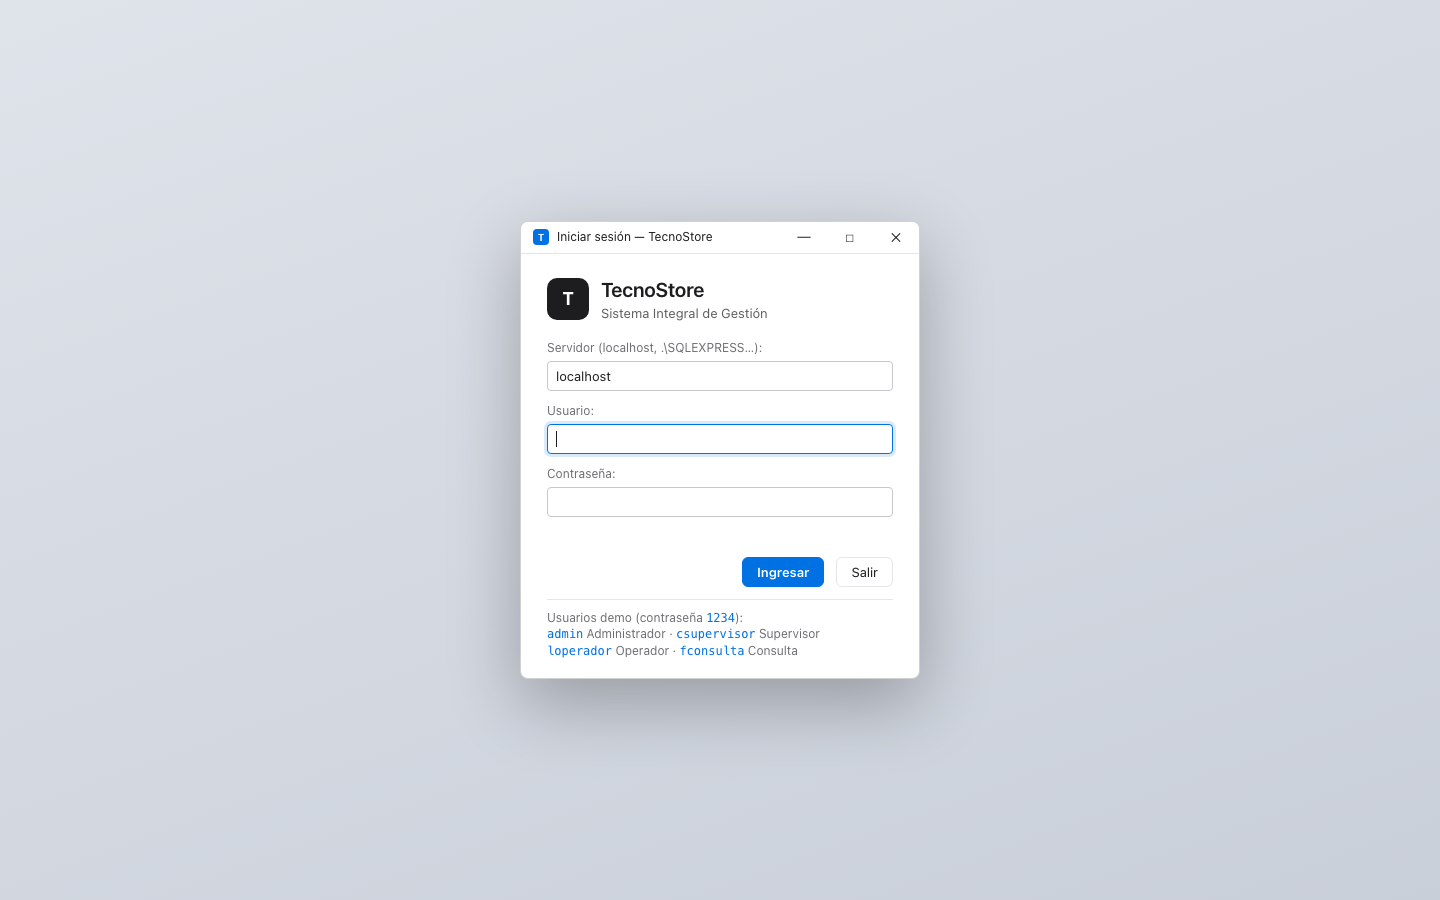 T Iniciar sesión — TecnoStore
T
TecnoStore
Sistema Integral de Gestión
Servidor (localhost, .\SQLEXPRESS...):
localhost
Usuario:
Contraseña:
Ingresar Salir
Usuarios demo (contraseña 1234):
admin Administrador · csupervisor Supervisor
loperador Operador · fconsulta Consulta